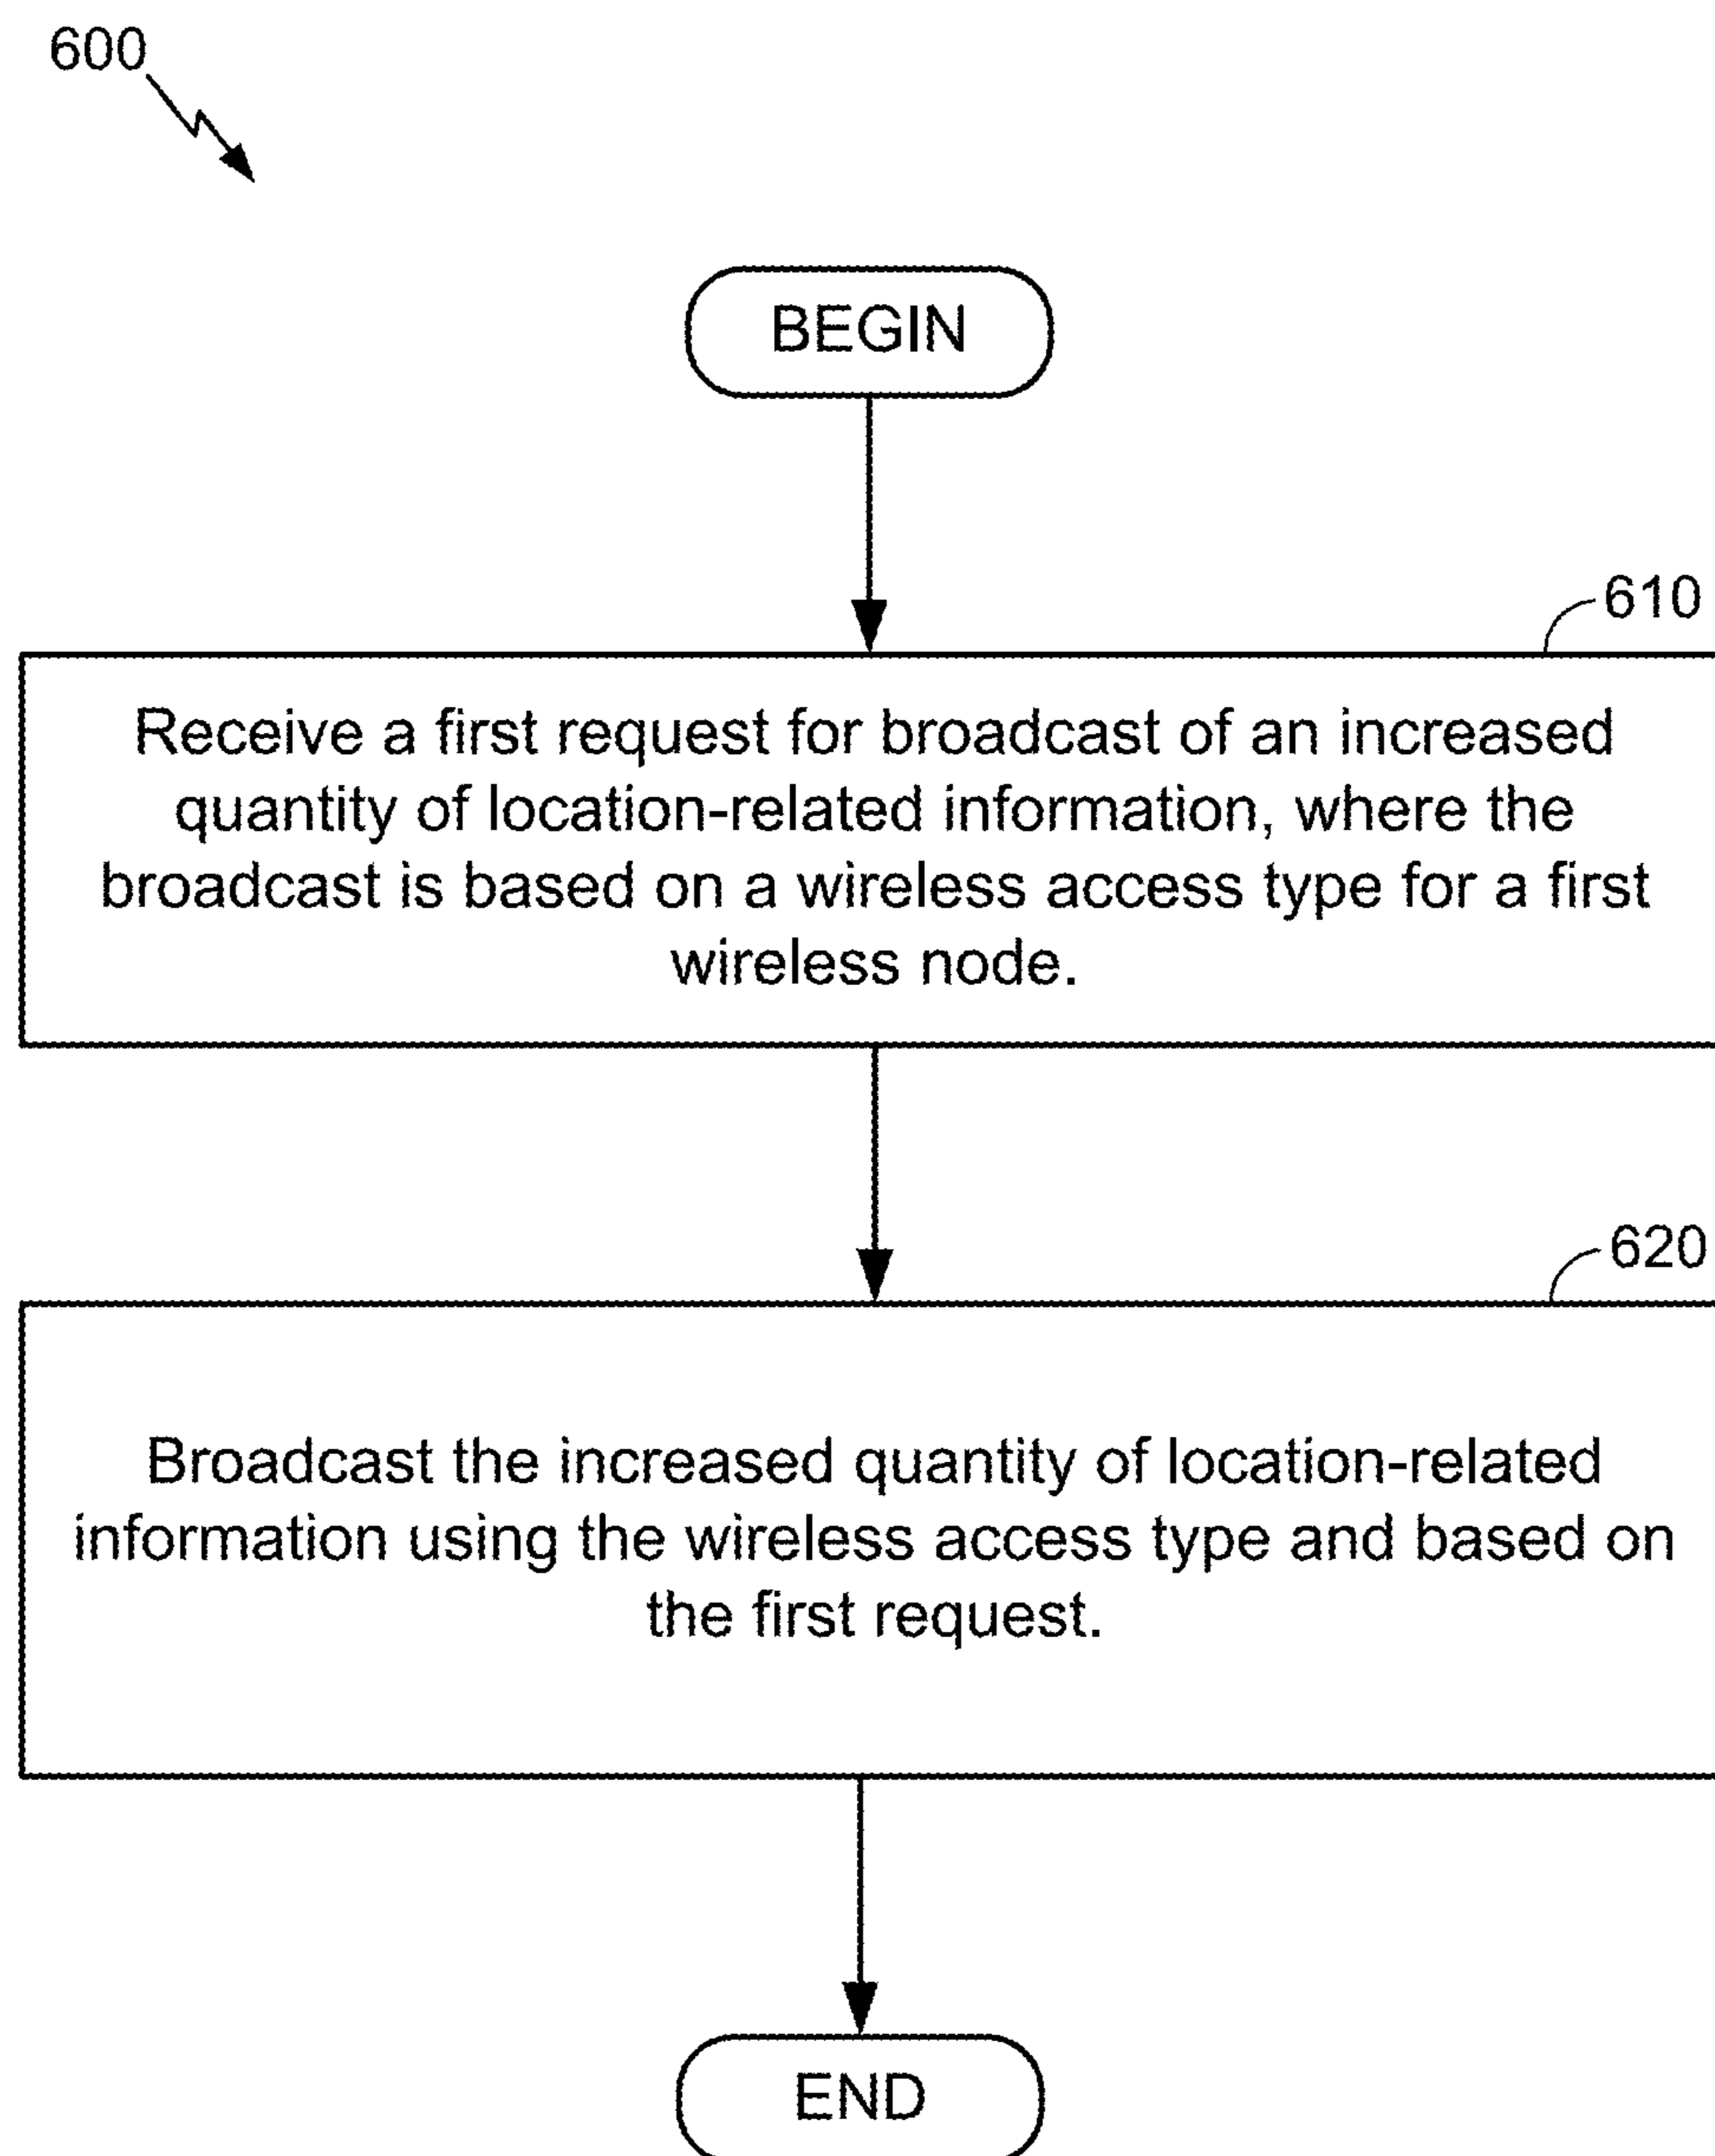 600
BEGIN
610
Receive a first request for broadcast of an increased
quantity of location-related information, where the
broadcast is based on a wireless access type for a first
wireless node.
620
Broadcast the increased quantity of location-related
information using the wireless access type and based on
the first request.
END